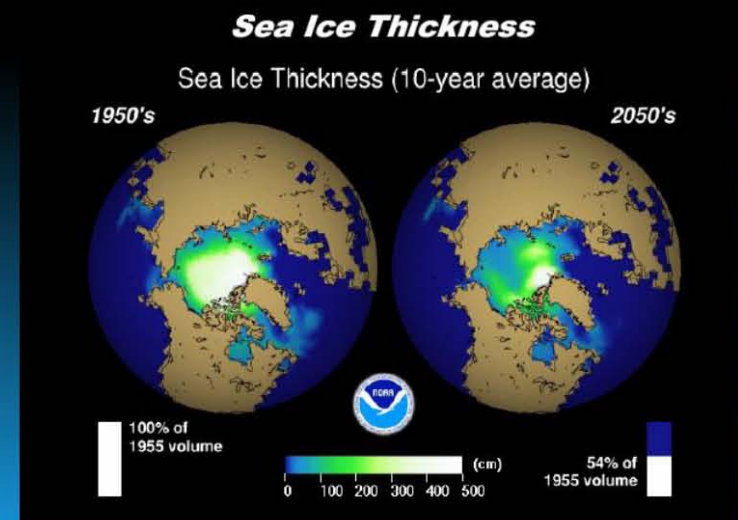 Sea Ice Thickness
Sea Ice Thickness (10-year average)
1950's
2050's
NOAA
100% of
1955 volume
(cm)
0 100 200 300 400 500
54% of
1955 volume